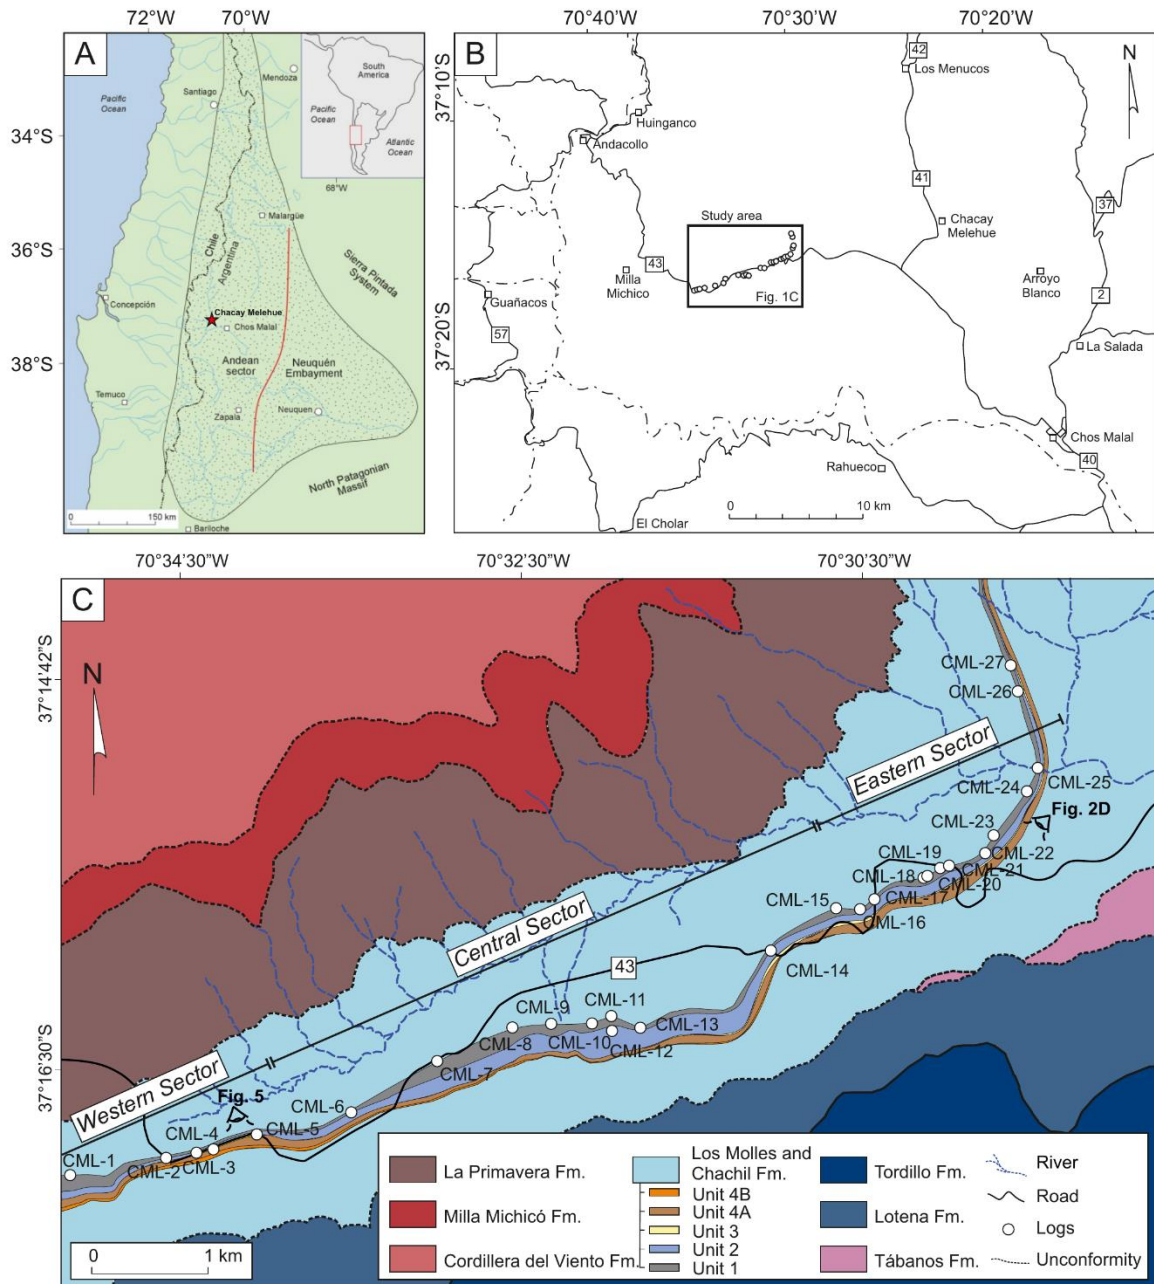 72°W
70°W
A
South
America
Pacific
Ocean
Atlantic
Ocean
68°W
Pacific
Ocean
Mendoza
Santiago
34°S
Malargüe
36°S
Chile
Argentina
Sierra Pintada
System
Concepción
Chacay Melehue
Chos Malal
38°S
Andean
sector
Neuquén
Embayment
Temuco
Zapala
Neuquen
North Patagonian
Massif
0
150 km
Bariloche
70°40'W
70°30'W
70°20'W
B
N
37°10'S
37°20'S
42
Los Menucos
Huinganco
Andacollo
41
37
Study area
Chacay
Melehue
43
Milla
Michico
Fig. 1C
Arroyo
Blanco
2
Guañacos
57
La Salada
Chos Malal
40
Rahueco
0
10 km
El Cholar
70°34'30"W
70°32'30"W
70°30'30"W
C
N
37°14'42"S
37°16'30"S
CML-27
CML-26
Eastern Sector
CML-25
CML-24
Fig. 2D
CML-23
CML-22
CML-21
CML-20
CML-19
CML-18
CML-17
CML-16
CML-15
CML-14
Central Sector
43
CML-13
CML-12
CML-11
CML-10
CML-9
CML-8
CML-7
CML-6
Western Sector
Fig. 5
CML-5
CML-4
CML-3
CML-2
CML-1
0
1 km
La Primavera Fm.
Milla Michicó Fm.
Cordillera del Viento Fm.
Los Molles and
Chachil Fm.
Unit 4B
Unit 4A
Unit 3
Unit 2
Unit 1
Tordillo Fm.
Lotena Fm.
Tábanos Fm.
River
Road
Logs
Unconformity